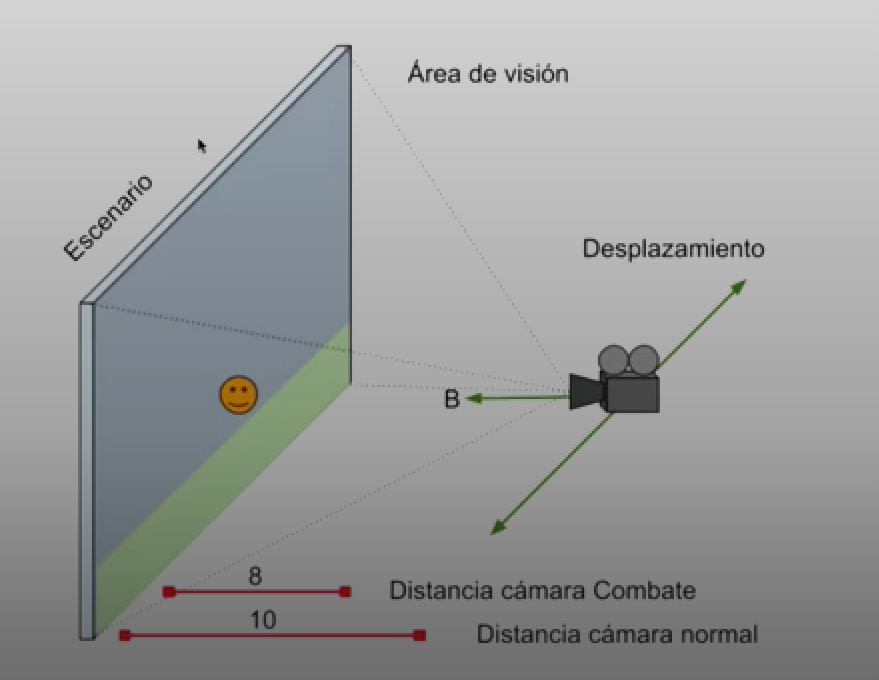 Área de visión
Escenario
Desplazamiento
B
8
Distancia cámara Combate
10
Distancia cámara normal